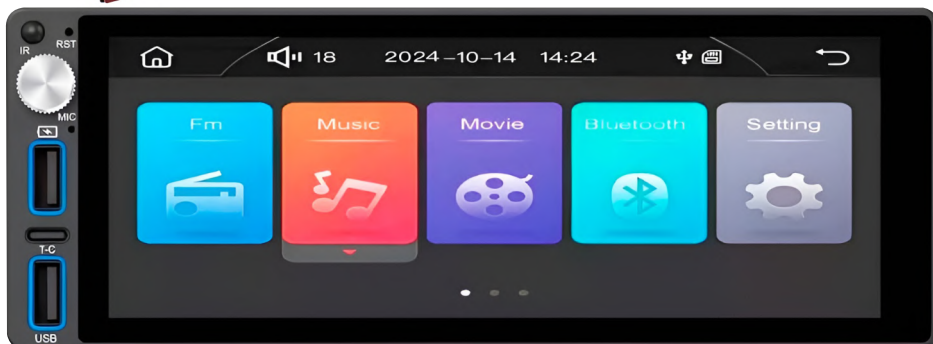 IR
RST
MIC
T-C
USB
18 2024-10-14 14:24
Fm
Music
Movie
Bluetooth
Setting